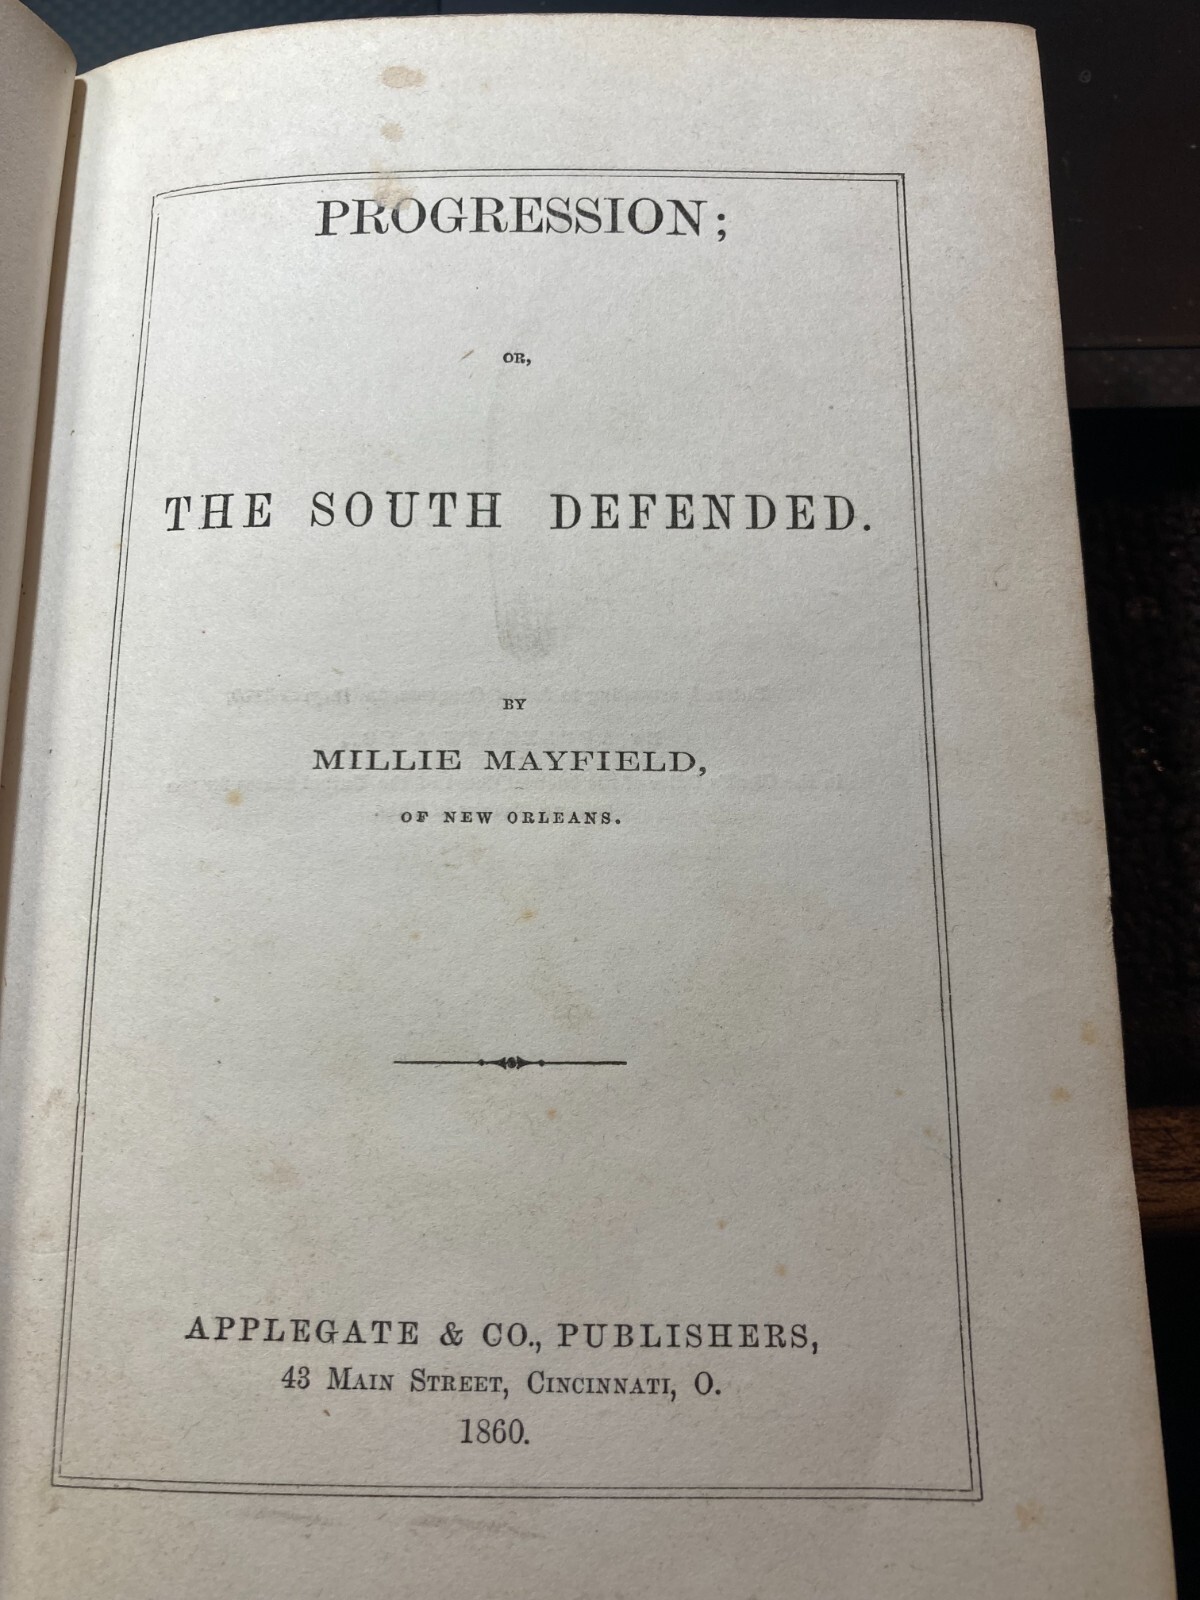 PROGRESSION;
OR,
THE SOUTH DEFENDED.
BY
MILLIE MAYFIELD,
OF NEW ORLEANS.
APPLEGATE & CO., PUBLISHERS,
43 MAIN STREET, CINCINNATI, O.
1860.